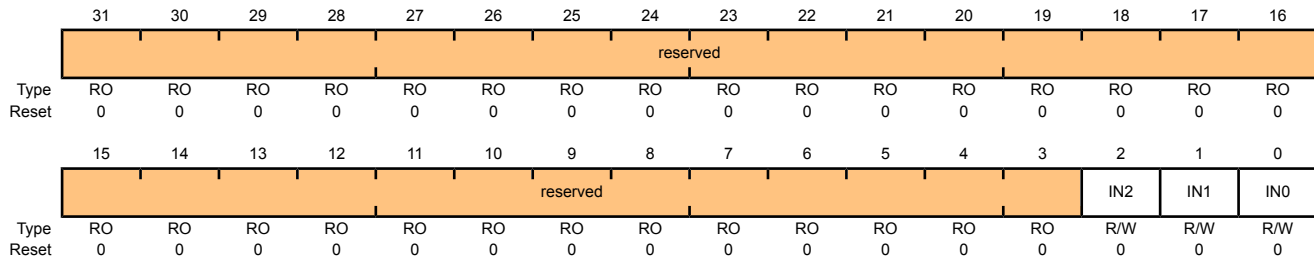 31 30 29 28 27 26 25 24 23 22 21 20 19 18 17 16
reserved
Type RO RO RO RO RO RO RO RO RO RO RO RO RO RO RO RO
Reset 0 0 0 0 0 0 0 0 0 0 0 0 0 0 0 0
15 14 13 12 11 10 9 8 7 6 5 4 3 2 1 0
reserved IN2 IN1 IN0
Type RO RO RO RO RO RO RO RO RO RO RO RO RO R/W R/W R/W
Reset 0 0 0 0 0 0 0 0 0 0 0 0 0 0 0 0